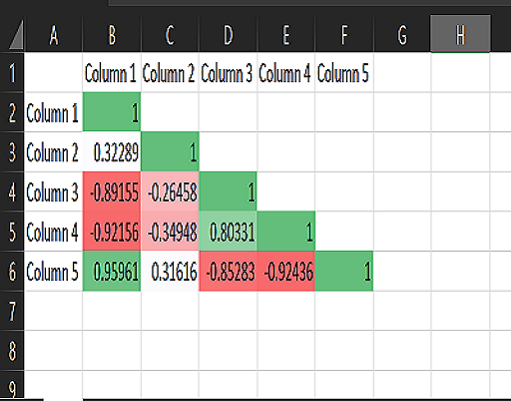 A B C D E F G H
1 Column 1 Column 2 Column 3 Column 4 Column 5
2 Column 1 1
3 Column 2 0.32289 1
4 Column 3 -0.89155 -0.26458 1
5 Column 4 -0.92156 -0.34948 0.80331 1
6 Column 5 0.95961 0.31616 -0.85283 -0.92436 1
7
8
9